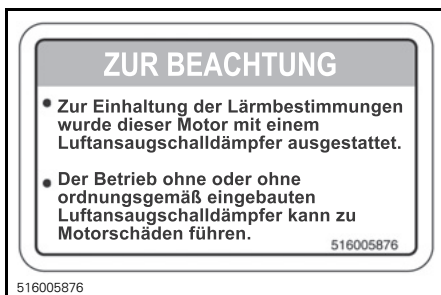 ZUR BEACHTUNG
• Zur Einhaltung der Lärmbestimmungen
wurde dieser Motor mit einem
Luftansaugschalldämpfer ausgestattet.
• Der Betrieb ohne oder ohne
ordnungsgemäß eingebauten
Luftansaugschalldämpfer kann zu
Motorschäden führen.
516005876
516005876